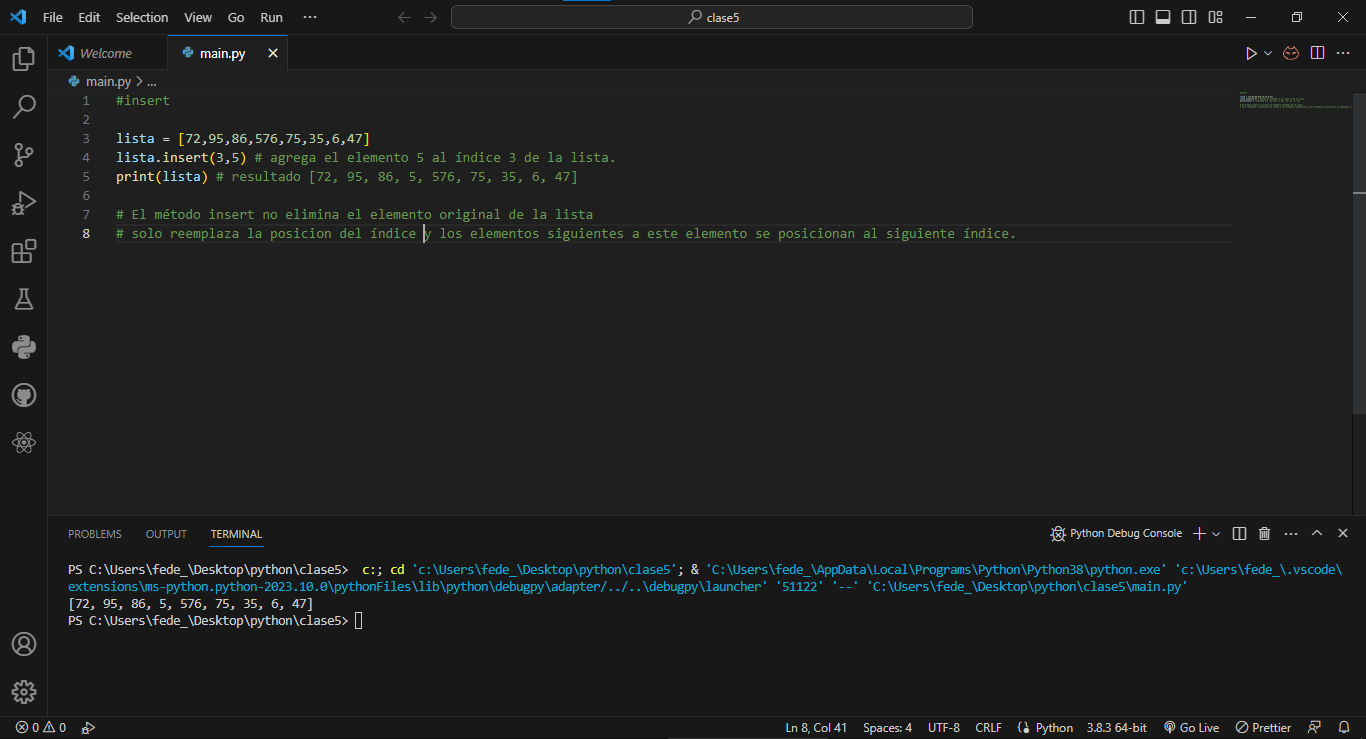 File Edit Selection View Go Run ··· clase5
Welcome main.py
main.py > ...
1 #insert
2
3 lista = [72,95,86,576,75,35,6,47]
4 lista.insert(3,5) # agrega el elemento 5 al índice 3 de la lista.
5 print(lista) # resultado [72, 95, 86, 5, 576, 75, 35, 6, 47]
6
7 # El método insert no elimina el elemento original de la lista
8 # solo reemplaza la posicion del índice y los elementos siguientes a este elemento se posicionan al siguiente índice.
PROBLEMS OUTPUT TERMINAL Python Debug Console
PS C:\Users\fede_\Desktop\python\clase5> c:; cd 'c:\Users\fede_\Desktop\python\clase5'; & 'C:\Users\fede_\AppData\Local\Programs\Python\Python38\python.exe' 'c:\Users\fede_\.vscode\
extensions\ms-python.python-2023.10.0\pythonFiles\lib\python\debugpy\adapter/../..\debugpy\launcher' '51122' '--' 'C:\Users\fede_\Desktop\python\clase5\main.py'
[72, 95, 86, 5, 576, 75, 35, 6, 47]
PS C:\Users\fede_\Desktop\python\clase5>
0 0 Ln 8, Col 41 Spaces: 4 UTF-8 CRLF Python 3.8.3 64-bit Go Live Prettier